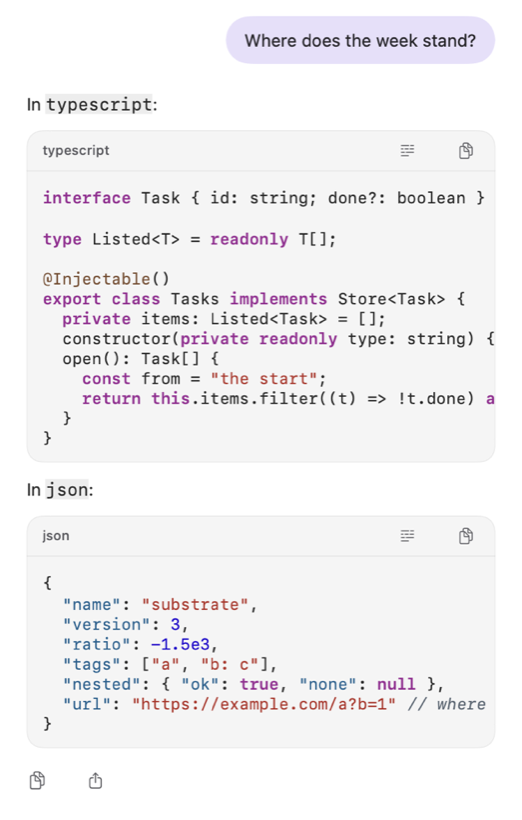 Where does the week stand?
In typescript:
typescript
interface Task { id: string; done?: boolean }
type Listed<T> = readonly T[];
@Injectable()
export class Tasks implements Store<Task> {
  private items: Listed<Task> = [];
  constructor(private readonly type: string) {
  open(): Task[] {
    const from = "the start";
    return this.items.filter((t) => !t.done) a
  }
}
In json:
json
{
  "name": "substrate",
  "version": 3,
  "ratio": -1.5e3,
  "tags": ["a", "b: c"],
  "nested": { "ok": true, "none": null },
  "url": "https://example.com/a?b=1" // where
}